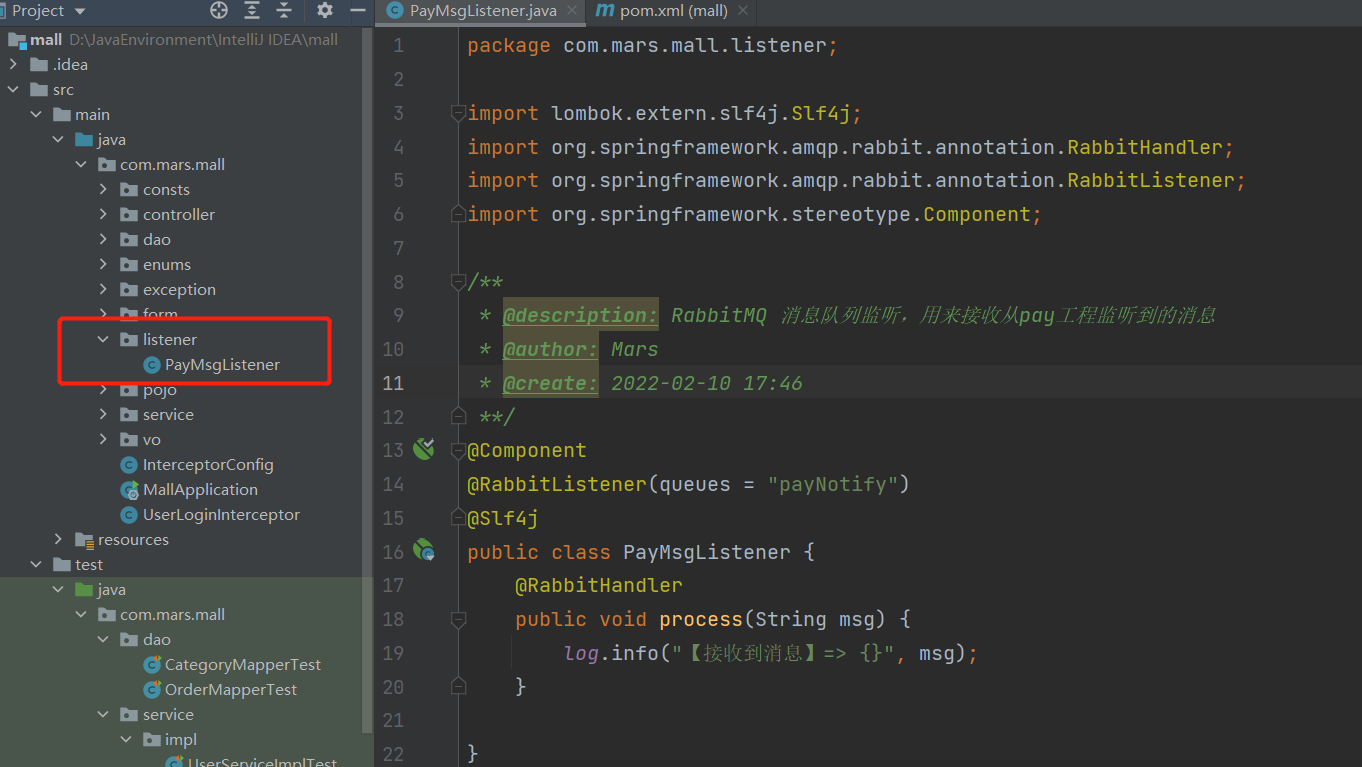 Project
mall D:\JavaEnvironment\IntelliJ IDEA\mall
.idea
src
main
java
com.mars.mall
consts
controller
dao
enums
exception
form
listener
PayMsgListener
pojo
service
vo
InterceptorConfig
MallApplication
UserLoginInterceptor
resources
test
java
com.mars.mall
dao
CategoryMapperTest
OrderMapperTest
service
impl
UserServiceImplTest
PayMsgListener.java
pom.xml (mall)
1 package com.mars.mall.listener;
2
3 import lombok.extern.slf4j.Slf4j;
4 import org.springframework.amqp.rabbit.annotation.RabbitHandler;
5 import org.springframework.amqp.rabbit.annotation.RabbitListener;
6 import org.springframework.stereotype.Component;
7
8 /**
9 * @description: RabbitMQ 消息队列监听，用来接收从pay工程监听到的消息
10 * @author: Mars
11 * @create: 2022-02-10 17:46
12 **/
13 @Component
14 @RabbitListener(queues = "payNotify")
15 @Slf4j
16 public class PayMsgListener {
17 @RabbitHandler
18 public void process(String msg) {
19 log.info("【接收到消息】=> {}", msg);
20 }
21
22 }